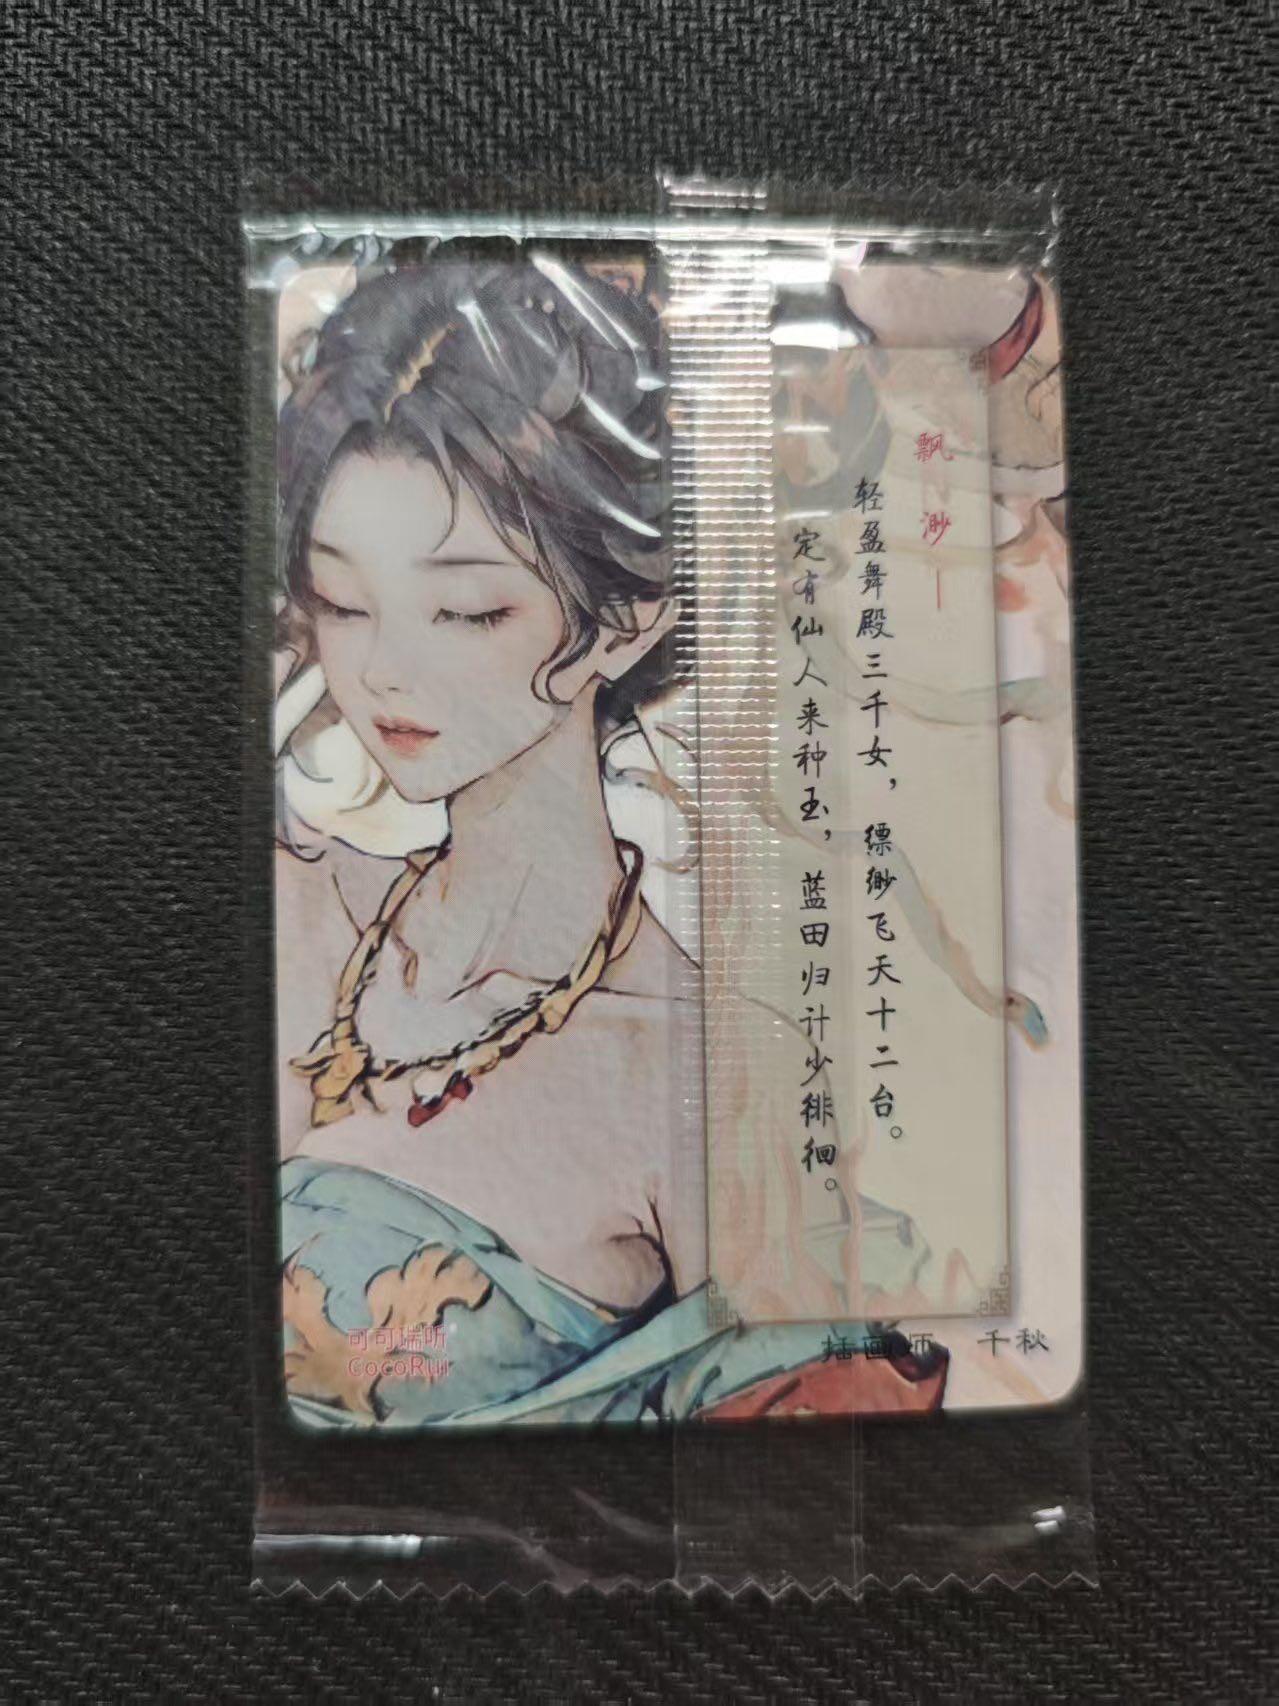 飘渺一
轻盈舞殿三千女，缥缈飞天十二台。
定有仙人来种玉，蓝田归计少徘徊。
可可瑞昕
CocoRui
插画师 千秋